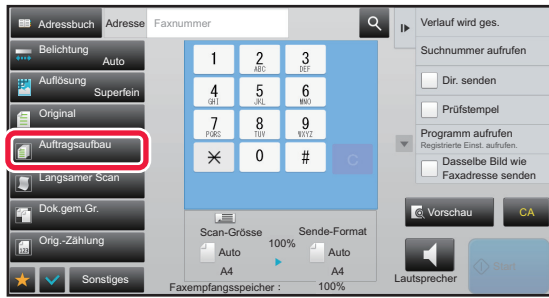 Adressbuch
Adresse
Faxnummer
Verlauf wird ges.
Belichtung
Auto
Suchnummer aufrufen
Auflösung
Superfein
Dir. senden
Original
Prüfstempel
Auftragsaufbau
Programm aufrufen
Registrierte Einst. aufrufen.
Langsamer Scan
Dasselbe Bild wie
Faxadresse senden
Dok.gem.Gr.
Orig.-Zählung
Sonstiges
1
2
ABC
3
DEF
4
GHI
5
JKL
6
MNO
7
PQRS
8
TUV
9
WXYZ
0
#
C
Scan-Grösse
100%
Sende-Format
Auto
Auto
A4
A4
Faxempfangsspeicher :
100%
Vorschau
CA
Lautsprecher
Start